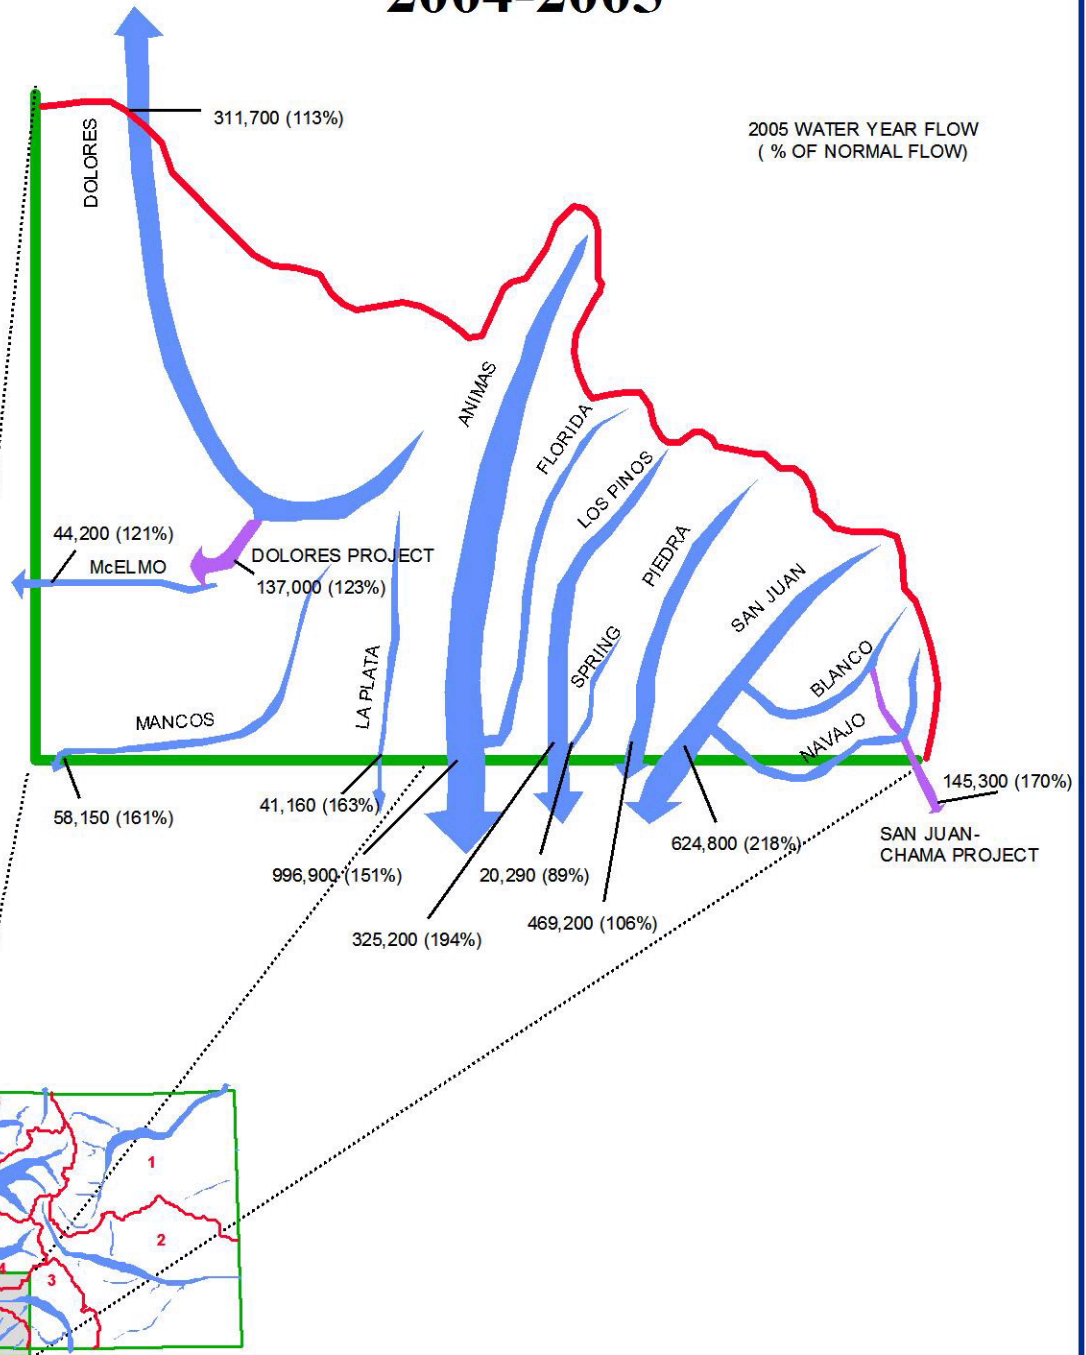 2004-2005
311,700 (113%)
2005 WATER YEAR FLOW
( % OF NORMAL FLOW)
DOLORES
ANIMAS
FLORIDA
LOS PINOS
44,200 (121%)
McELMO
DOLORES PROJECT
137,000 (123%)
PIEDRA
SAN JUAN
SPRING
BLANCO
LA PLATA
MANCOS
NAVAJO
58,150 (161%)
41,160 (163%)
145,300 (170%)
624,800 (218%)
SAN JUAN-
CHAMA PROJECT
996,900 (151%)
20,290 (89%)
469,200 (106%)
325,200 (194%)
1
2
4
3